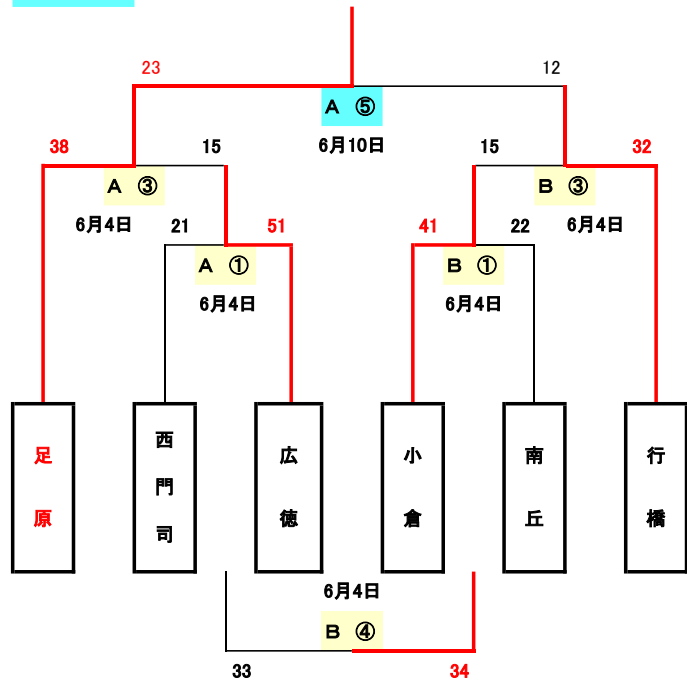 23 12
A ⑤
6月10日
38 15 15 32
A ③ B ③
6月4日 6月4日
21 51 41 22
A ① B ①
6月4日 6月4日
足原
西門司
広徳
小倉
南丘
行橋
6月4日
B ④
33 34